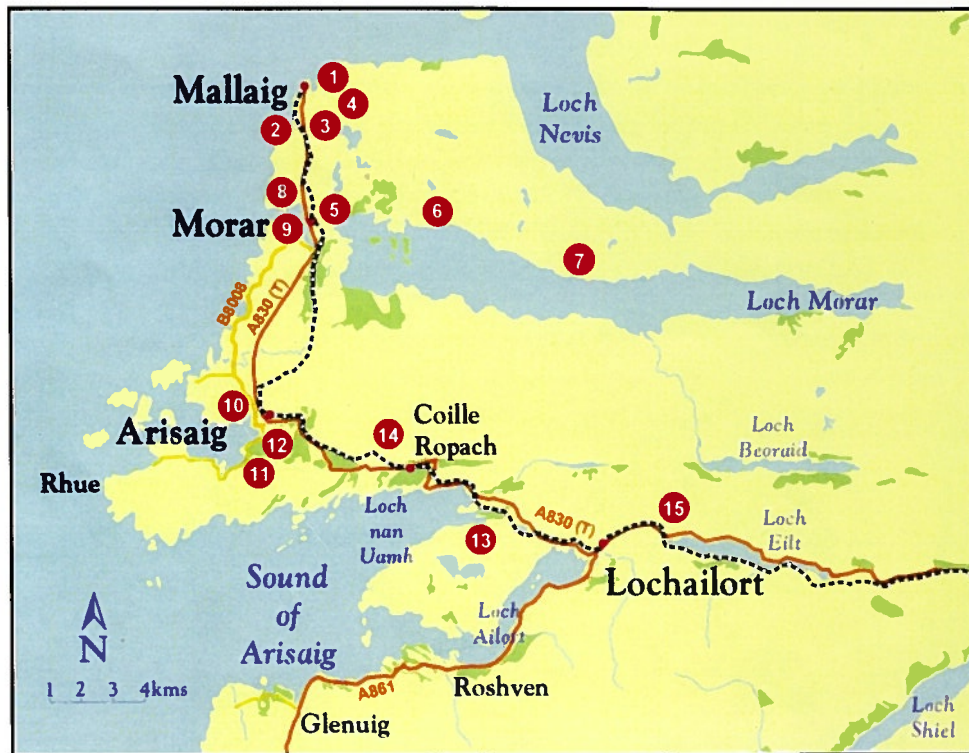 1
Mallaig
4
2
3
Loch
Nevis
8
5
6
Morar
9
7
B8008
A830 (T)
Loch Morar
10
Arisaig
12
11
14
Coille
Ropach
Loch
Beoraid
Rhue
Loch
nan
Uamh
13
A830 (T)
15
Loch
Eilt
Lochailort
Sound
of
Arisaig
Loch
Ailort
N
1 2 3 4kms
A861
Roshven
Glenuig
Loch
Shiel